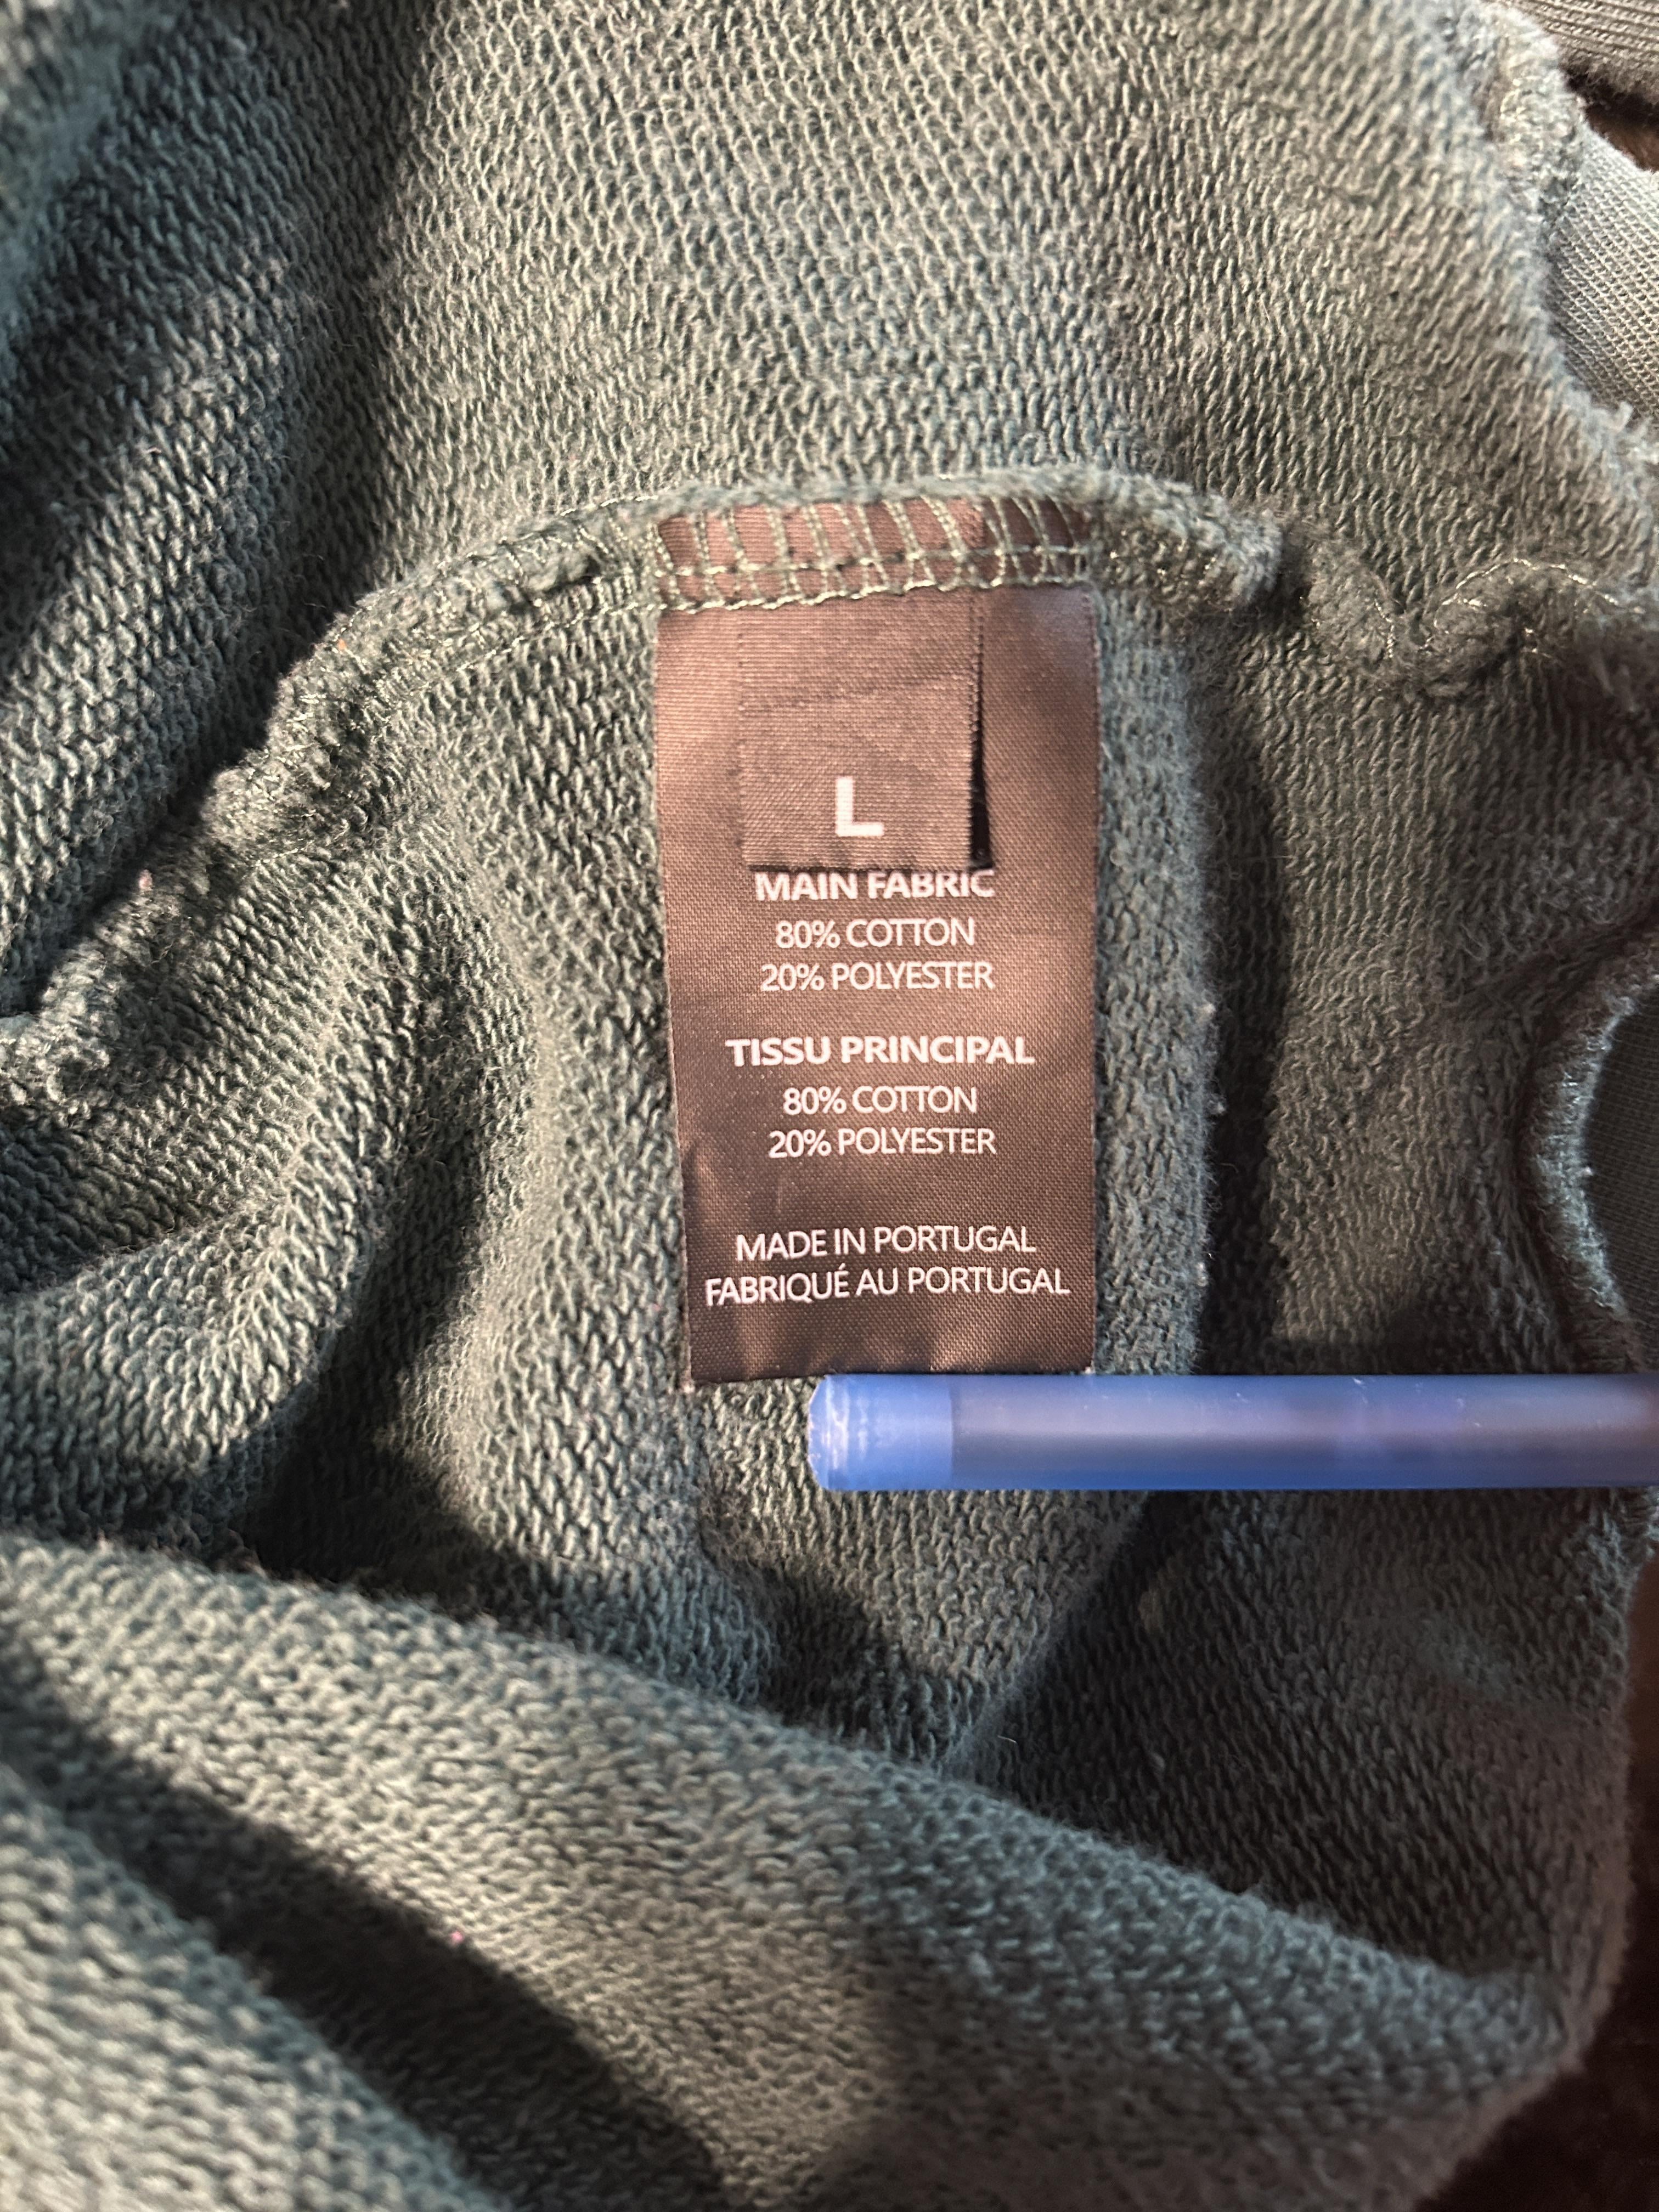 L
MAIN FABRIC
80% COTTON
20% POLYESTER
TISSU PRINCIPAL
80% COTTON
20% POLYESTER
MADE IN PORTUGAL
FABRIQUÉ AU PORTUGAL